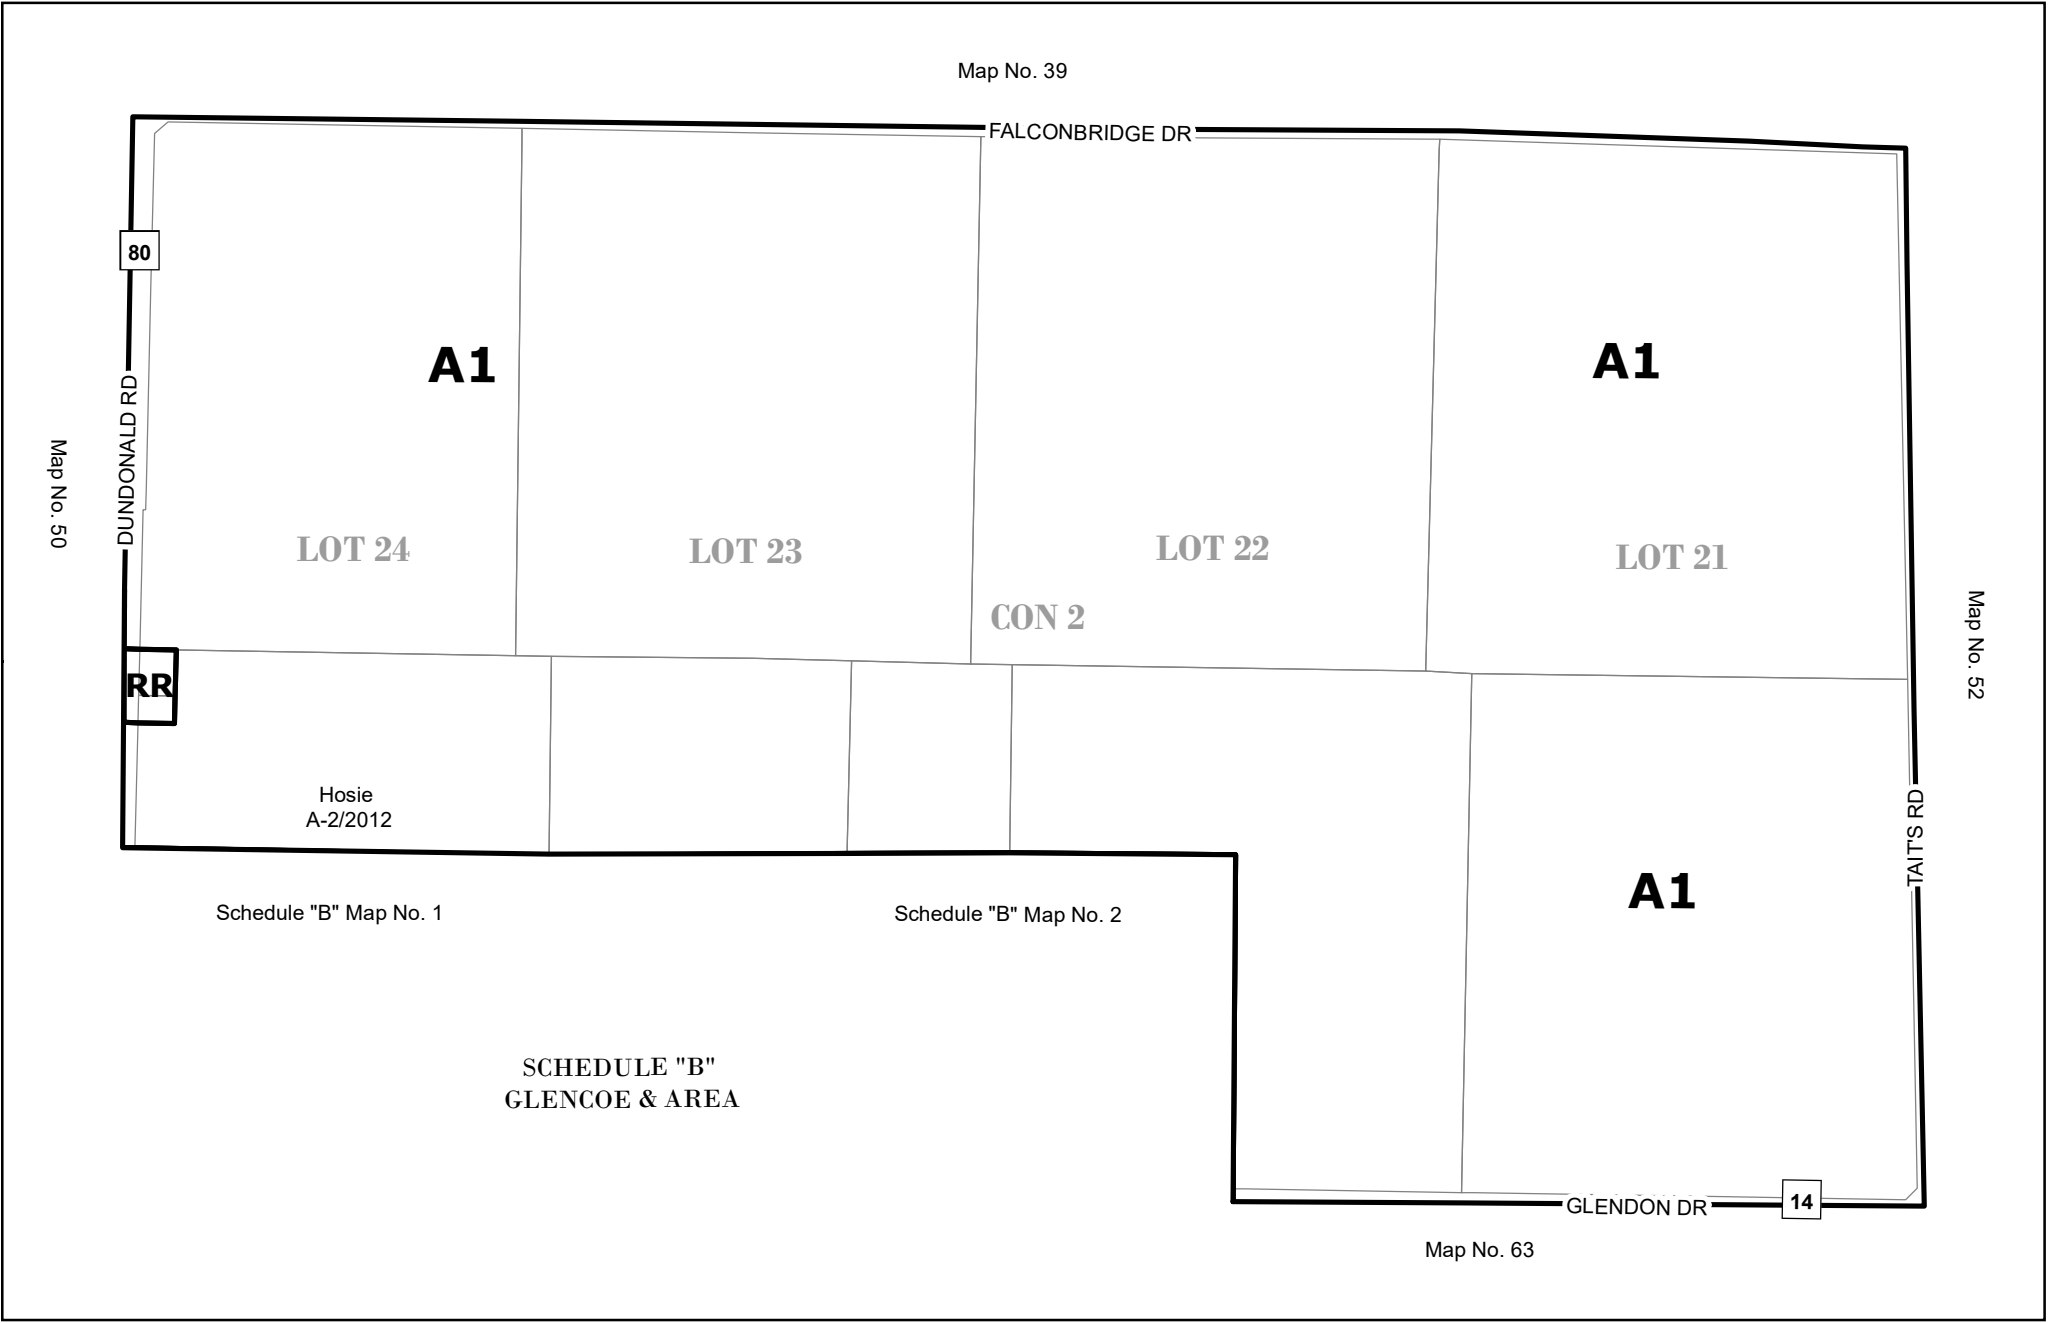 Map No. 39
FALCONBRIDGE DR
80
A1
A1
DUNDONALD RD
Map No. 50
LOT 24
LOT 23
LOT 22
LOT 21
CON 2
Map No. 52
RR
Hosie
A-2/2012
TAIT'S RD
A1
Schedule "B" Map No. 1
Schedule "B" Map No. 2
SCHEDULE "B"
GLENCOE & AREA
GLENDON DR
14
Map No. 63